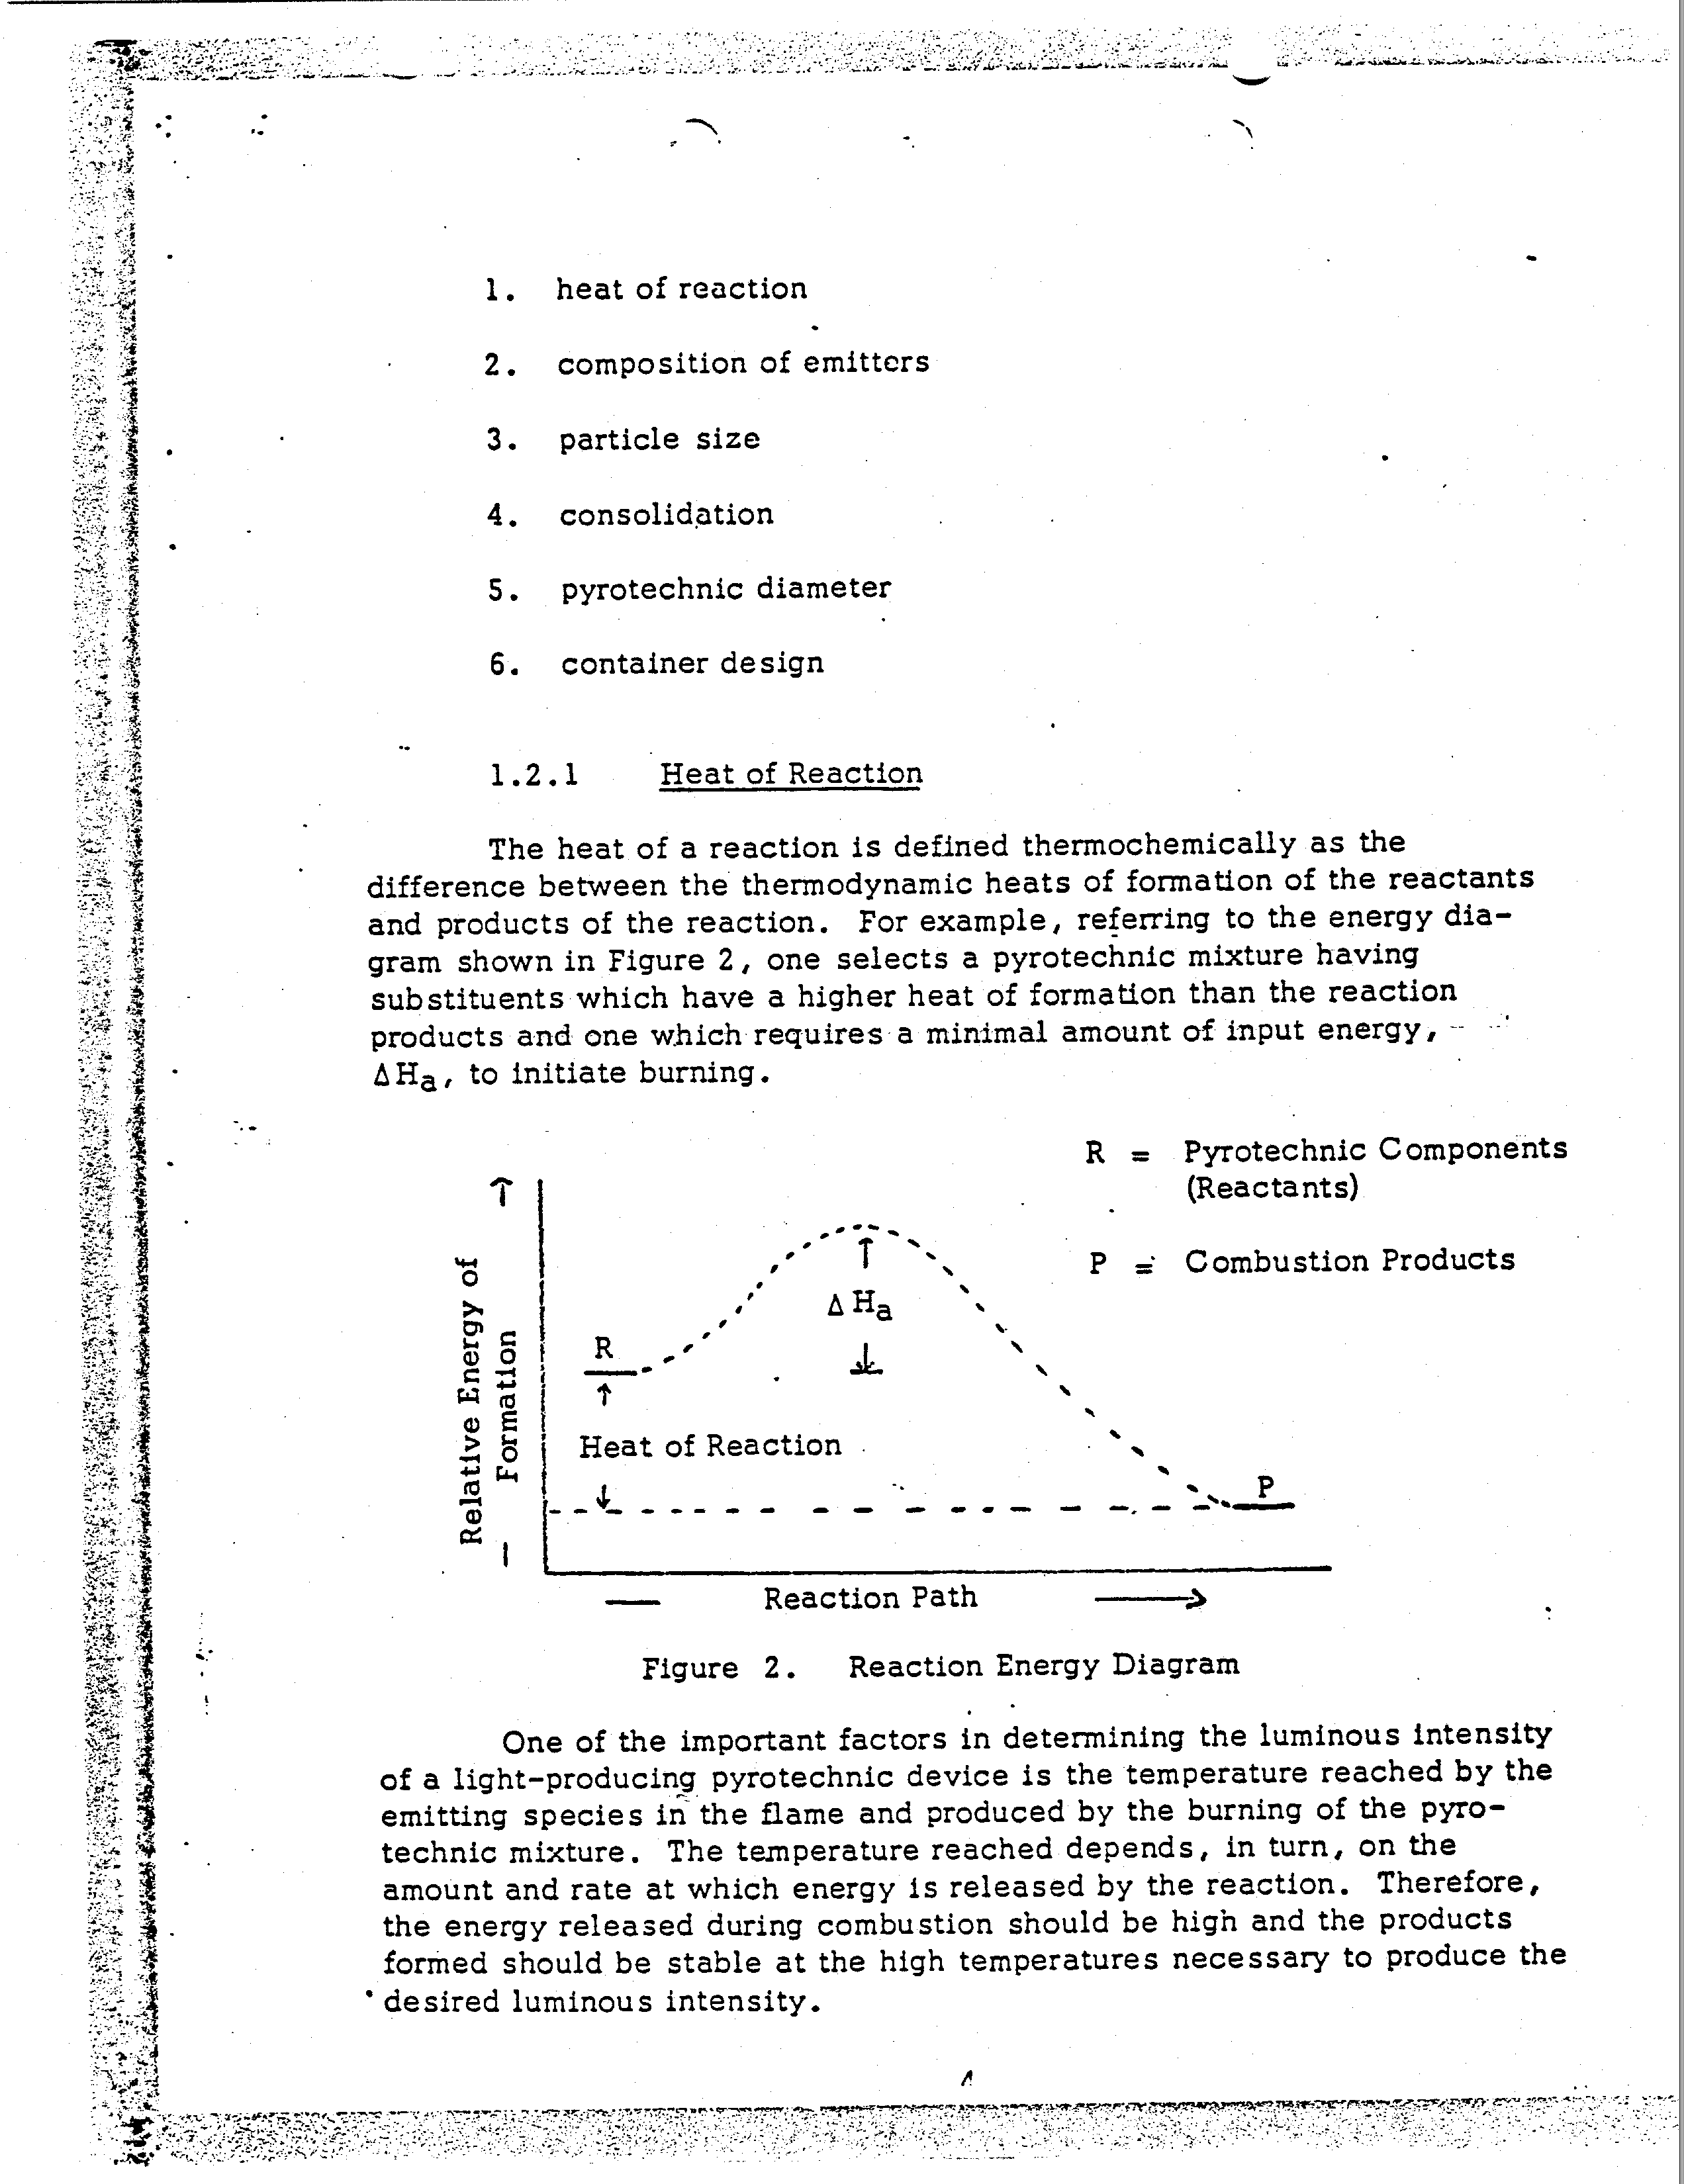 1. heat of reaction
2. composition of emitters
3. particle size
4. consolidation
5. pyrotechnic diameter
6. container design
1.2.1 Heat of Reaction
The heat of a reaction is defined thermochemically as the
difference between the thermodynamic heats of formation of the reactants
and products of the reaction. For example, referring to the energy dia-
gram shown in Figure 2, one selects a pyrotechnic mixture having
substituents which have a higher heat of formation than the reaction
products and one which requires a minimal amount of input energy,
ΔHa, to initiate burning.
R = Pyrotechnic Components
(Reactants)
P = Combustion Products
Relative Energy of
Formation
ΔHa
R
Heat of Reaction
P
Reaction Path
Figure 2. Reaction Energy Diagram
One of the important factors in determining the luminous intensity
of a light-producing pyrotechnic device is the temperature reached by the
emitting species in the flame and produced by the burning of the pyro-
technic mixture. The temperature reached depends, in turn, on the
amount and rate at which energy is released by the reaction. Therefore,
the energy released during combustion should be high and the products
formed should be stable at the high temperatures necessary to produce the
desired luminous intensity.